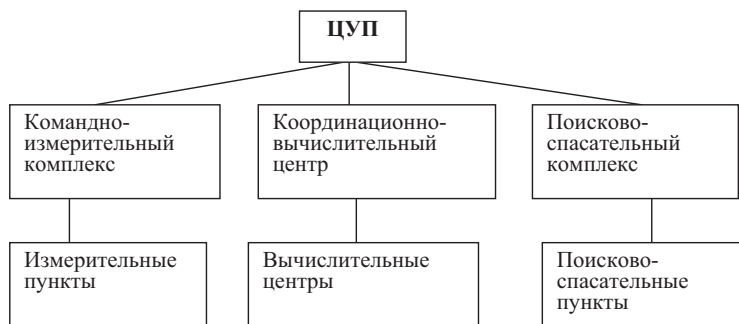 ЦУП
Командно-
измерительный
комплекс
Координационно-
вычислительный
центр
Поисково-
спасательный
комплекс
Измерительные
пункты
Вычислительные
центры
Поисково-
спасательные
пункты